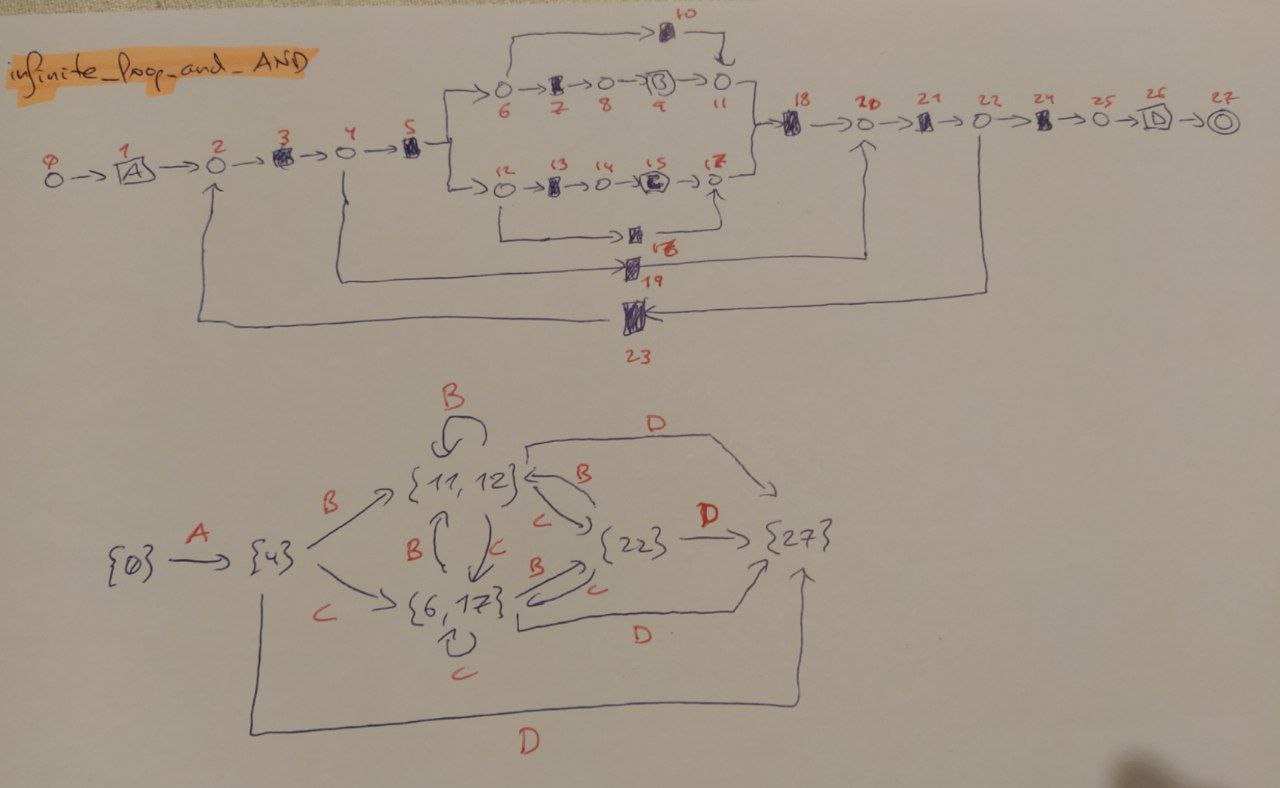 infinite_loop_and_AND
10
6 7 8 B 9 11
18 20 21 22 24 25 26 D 27
0 1 A 2 3 4 5
12 13 14 15 C 17
16
19
23
B
D
{11, 12}
B
B
C
A
D
{0} {4} B C {22} {27}
B
C
{6, 17}
C
D
C
D